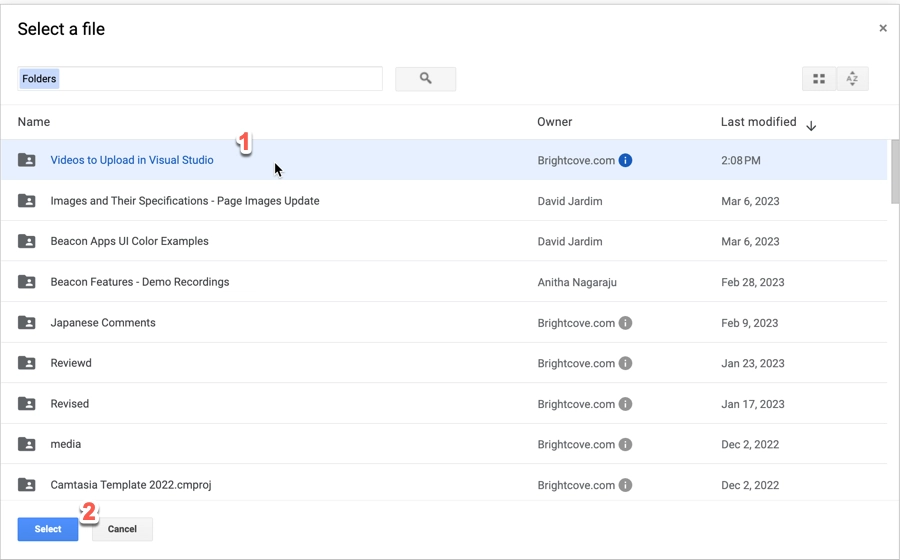 Select a file
×
Folders
A Z
Name Owner Last modified
1
Videos to Upload in Visual Studio Brightcove.com i 2:08 PM
Images and Their Specifications - Page Images Update David Jardim Mar 6, 2023
Beacon Apps UI Color Examples David Jardim Mar 6, 2023
Beacon Features - Demo Recordings Anitha Nagaraju Feb 28, 2023
Japanese Comments Brightcove.com i Feb 9, 2023
Reviewd Brightcove.com i Jan 23, 2023
Revised Brightcove.com i Jan 17, 2023
media Brightcove.com i Dec 2, 2022
Camtasia Template 2022.cmproj Brightcove.com i Dec 2, 2022
2
Select Cancel